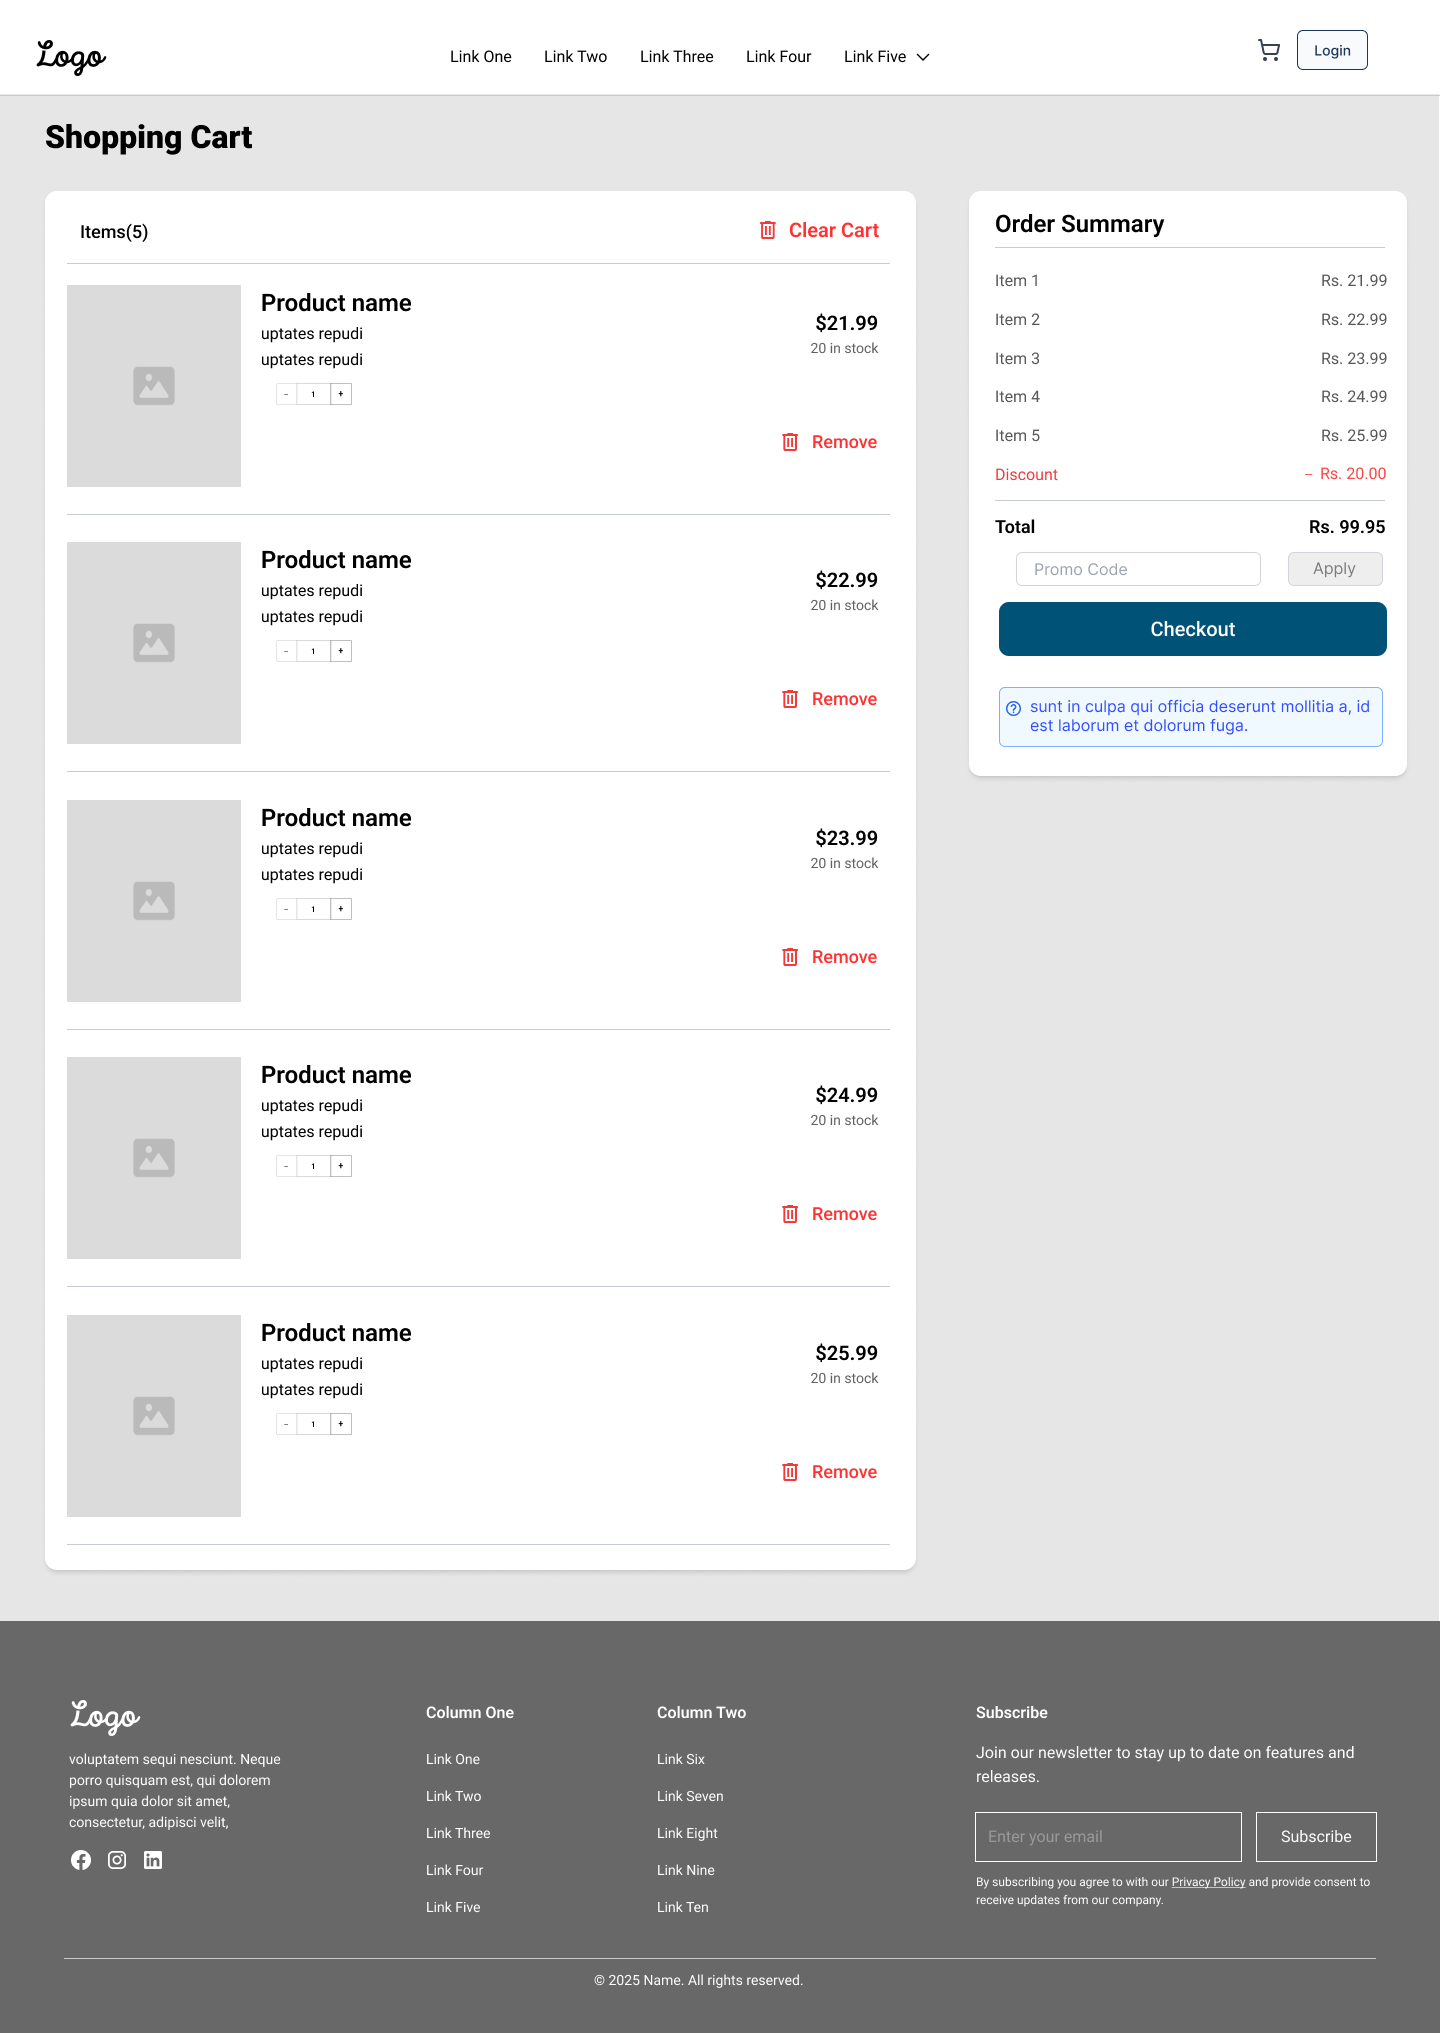 Logo
Link One
Link Two
Link Three
Link Four
Link Five
Login
Shopping Cart
Items(5)
Clear Cart
Product name
uptates repudi
uptates repudi
- 1 +
$21.99
20 in stock
Remove
Product name
uptates repudi
uptates repudi
- 1 +
$22.99
20 in stock
Remove
Product name
uptates repudi
uptates repudi
- 1 +
$23.99
20 in stock
Remove
Product name
uptates repudi
uptates repudi
- 1 +
$24.99
20 in stock
Remove
Product name
uptates repudi
uptates repudi
- 1 +
$25.99
20 in stock
Remove
Order Summary
Item 1 Rs. 21.99
Item 2 Rs. 22.99
Item 3 Rs. 23.99
Item 4 Rs. 24.99
Item 5 Rs. 25.99
Discount – Rs. 20.00
Total Rs. 99.95
Promo Code
Apply
Checkout
sunt in culpa qui officia deserunt mollitia a, id
est laborum et dolorum fuga.
Logo
voluptatem sequi nesciunt. Neque
porro quisquam est, qui dolorem
ipsum quia dolor sit amet,
consectetur, adipisci velit,
Column One
Link One
Link Two
Link Three
Link Four
Link Five
Column Two
Link Six
Link Seven
Link Eight
Link Nine
Link Ten
Subscribe
Join our newsletter to stay up to date on features and
releases.
Enter your email
Subscribe
By subscribing you agree to with our Privacy Policy and provide consent to
receive updates from our company.
© 2025 Name. All rights reserved.